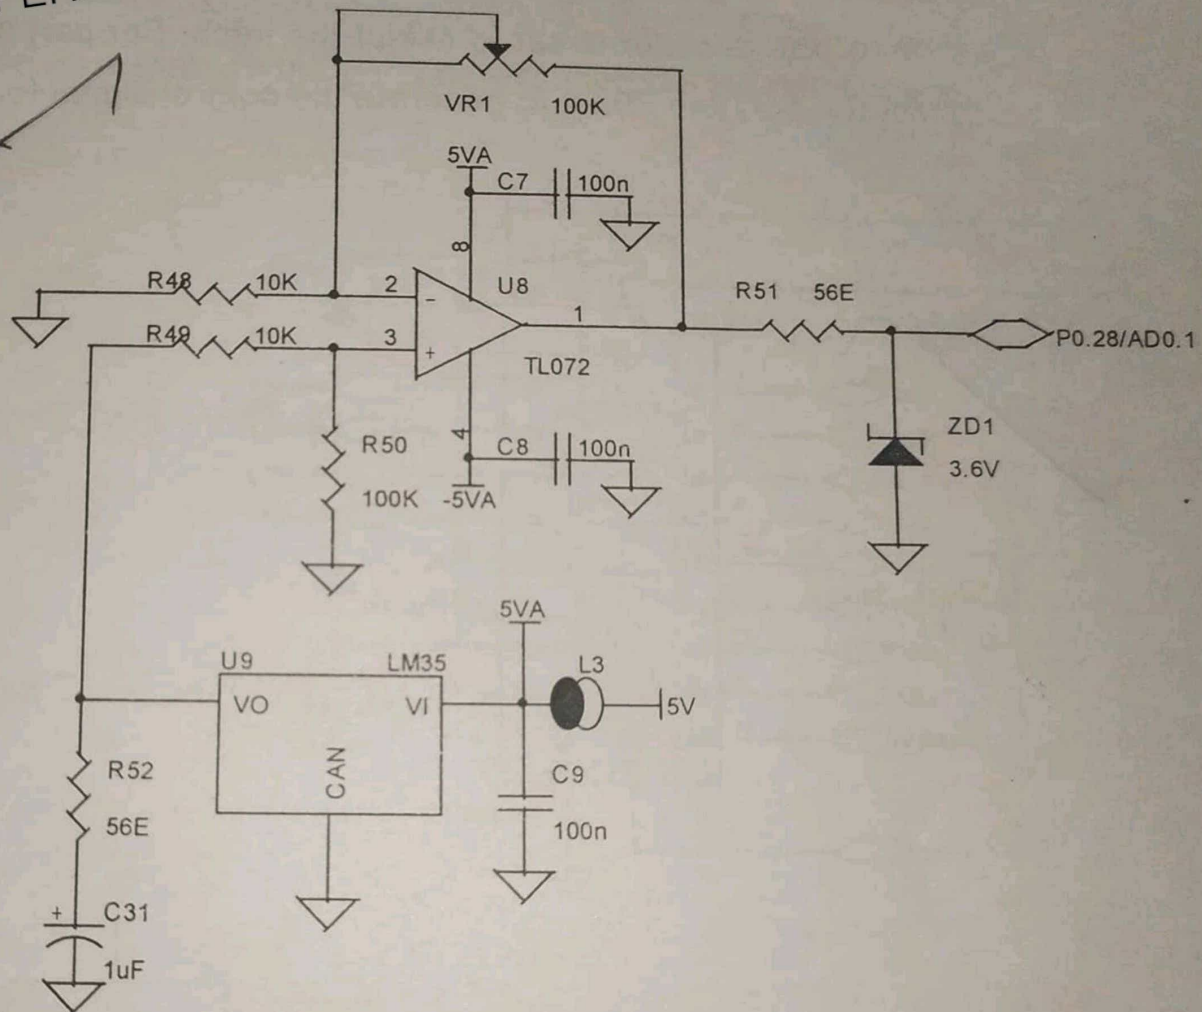 VR1 100K
5VA
C7 100n
8
R48 10K 2 − U8
R49 10K 3 + 1
TL072
R51 56E
P0.28/AD0.1
R50
100K
4
C8 100n
-5VA
ZD1
3.6V
5VA
U9 LM35
VO VI
CAN
L3
5V
C9
100n
R52
56E
+ C31
1uF